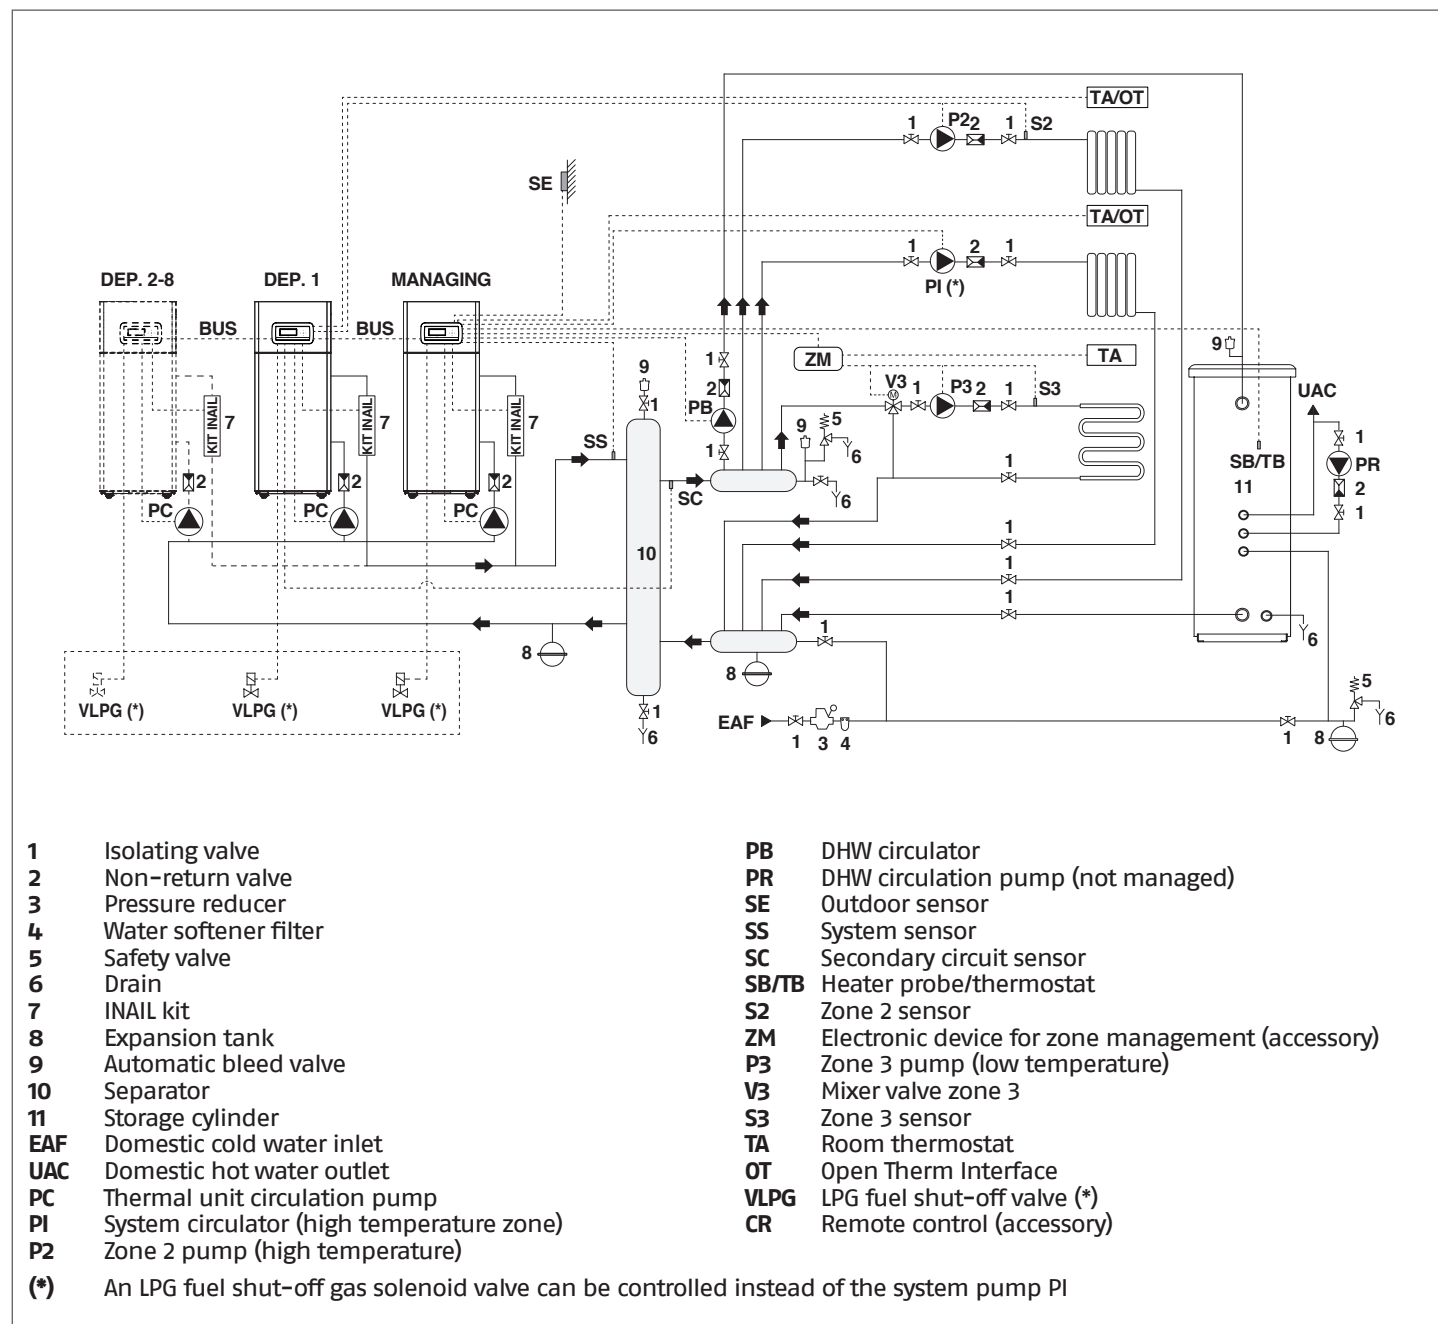 TA/OT
1 P2 2 1 S2
SE
TA/OT
1 2 1
PI (*)
DEP. 2-8 DEP. 1 MANAGING
BUS BUS
1
9
ZM TA
9
1
2
V3 1 P3 2 1 S3
UAC
PB
KIT INAIL 7 KIT INAIL 7 KIT INAIL 7
9 5
1
SS
1
6
1
SB/TB
PR
2 2 2
SC
6
11
2
PC PC PC
1
1
10
1
1
1
6
8
8
VLPG (*) VLPG (*) VLPG (*)
1
6
EAF
1 3 4
1 8
5
6
1 Isolating valve
2 Non-return valve
3 Pressure reducer
4 Water softener filter
5 Safety valve
6 Drain
7 INAIL kit
8 Expansion tank
9 Automatic bleed valve
10 Separator
11 Storage cylinder
EAF Domestic cold water inlet
UAC Domestic hot water outlet
PC Thermal unit circulation pump
PI System circulator (high temperature zone)
P2 Zone 2 pump (high temperature)
PB DHW circulator
PR DHW circulation pump (not managed)
SE Outdoor sensor
SS System sensor
SC Secondary circuit sensor
SB/TB Heater probe/thermostat
S2 Zone 2 sensor
ZM Electronic device for zone management (accessory)
P3 Zone 3 pump (low temperature)
V3 Mixer valve zone 3
S3 Zone 3 sensor
TA Room thermostat
OT Open Therm Interface
VLPG LPG fuel shut-off valve (*)
CR Remote control (accessory)
(*) An LPG fuel shut-off gas solenoid valve can be controlled instead of the system pump PI